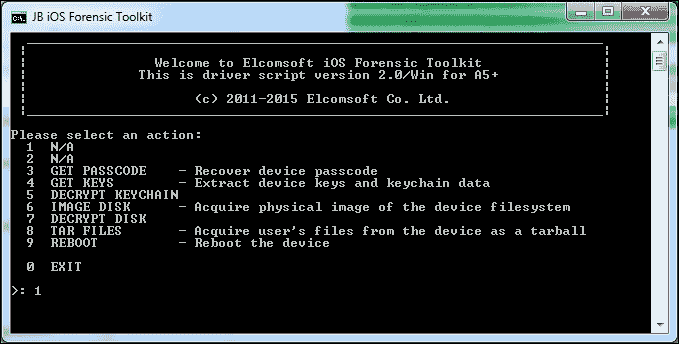 JB iOS Forensic Toolkit
Welcome to Elcomsoft iOS Forensic Toolkit
This is driver script version 2.0/Win for A5+
(c) 2011-2015 Elcomsoft Co. Ltd.
Please select an action:
1 N/A
2 N/A
3 GET PASSCODE - Recover device passcode
4 GET KEYS - Extract device keys and keychain data
5 DECRYPT KEYCHAIN
6 IMAGE DISK - Acquire physical image of the device filesystem
7 DECRYPT DISK
8 TAR FILES - Acquire user's files from the device as a tarball
9 REBOOT - Reboot the device
0 EXIT
>: 1